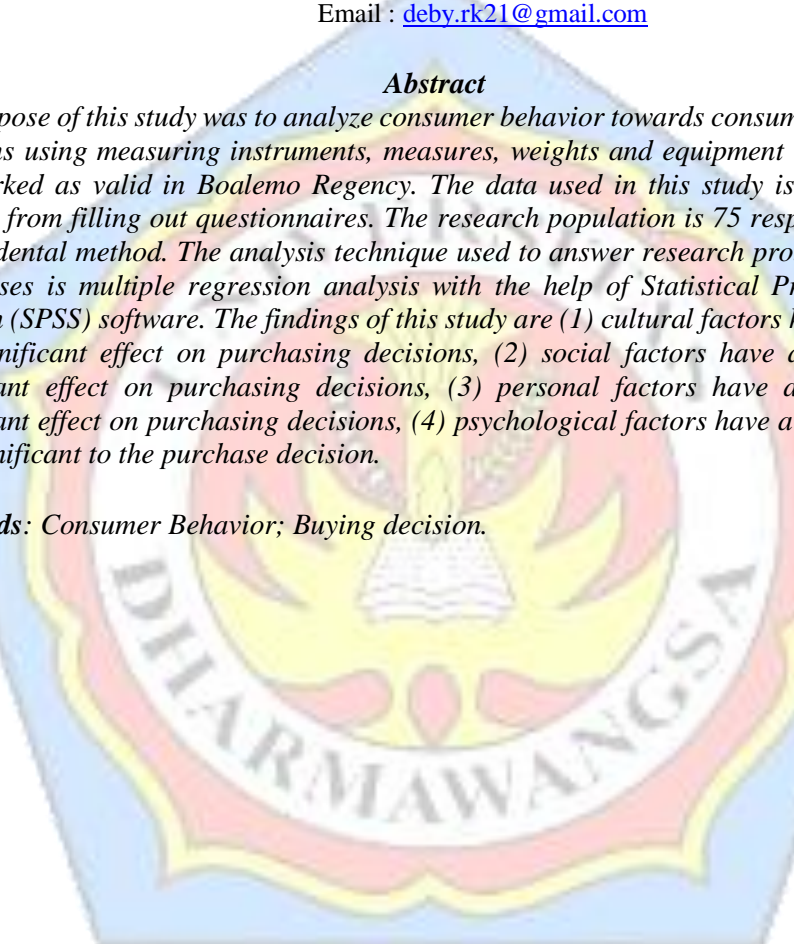 Email : deby.rk21@gmail.com
Abstract
pose of this study was to analyze consumer behavior towards consum
ns using measuring instruments, measures, weights and equipment
rked as valid in Boalemo Regency. The data used in this study is
from filling out questionnaires. The research population is 75 resp
dental method. The analysis technique used to answer research pro
ses is multiple regression analysis with the help of Statistical Pr
n (SPSS) software. The findings of this study are (1) cultural factors h
nificant effect on purchasing decisions, (2) social factors have a
ant effect on purchasing decisions, (3) personal factors have a
ant effect on purchasing decisions, (4) psychological factors have a
nificant to the purchase decision.
ds: Consumer Behavior; Buying decision.
UNIVERSITAS
DHARMAWANGSA